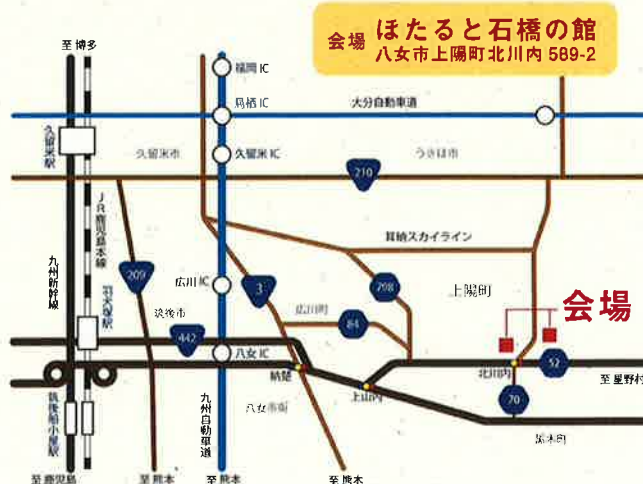 会場 ほたると石橋の館
八女市上陽町北川内 589-2
至 博多
福岡 IC
鳥栖 IC
大分自動車道
久留米駅
久留米市
久留米 IC
うきは市
210
JR鹿児島本線
耳納スカイライン
九州新幹線
209
広川 IC
3
798
上陽町
羽犬塚駅
筑後市
広川町
84
会場
442
八女 IC
納楚
北川内
52
至 星野村
上山内
70
筑後船小屋駅
九州自動車道
八女市街
黒木町
至 鹿児島
至 熊本
至 熊本
至 熊本